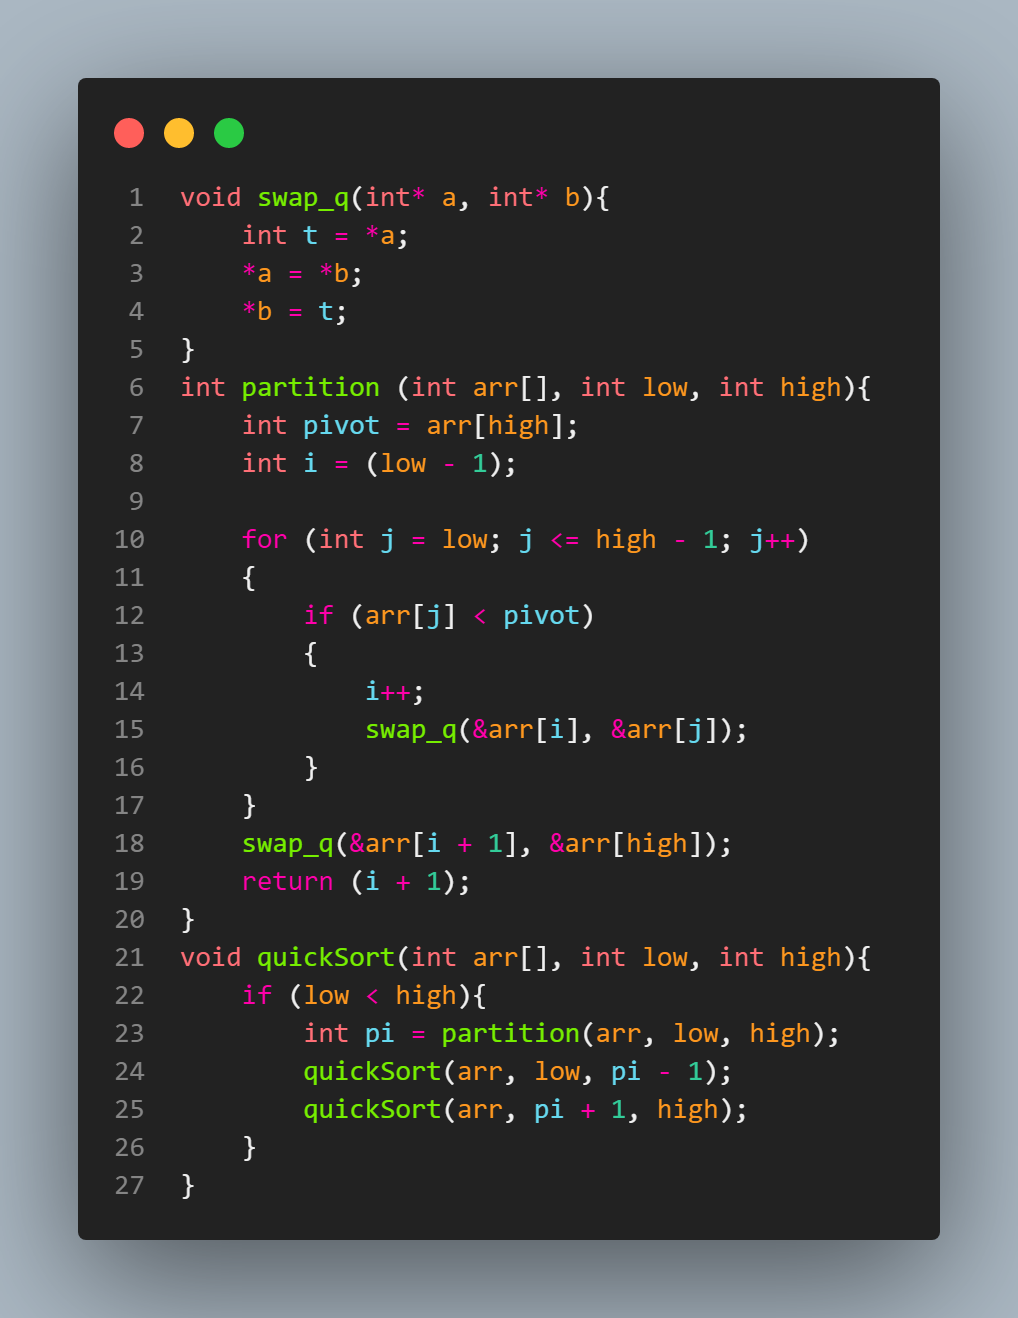 1 void swap_q(int* a, int* b){
2     int t = *a;
3     *a = *b;
4     *b = t;
5 }
6 int partition (int arr[], int low, int high){
7     int pivot = arr[high];
8     int i = (low - 1);
9
10     for (int j = low; j <= high - 1; j++)
11     {
12         if (arr[j] < pivot)
13         {
14             i++;
15             swap_q(&arr[i], &arr[j]);
16         }
17     }
18     swap_q(&arr[i + 1], &arr[high]);
19     return (i + 1);
20 }
21 void quickSort(int arr[], int low, int high){
22     if (low < high){
23         int pi = partition(arr, low, high);
24         quickSort(arr, low, pi - 1);
25         quickSort(arr, pi + 1, high);
26     }
27 }